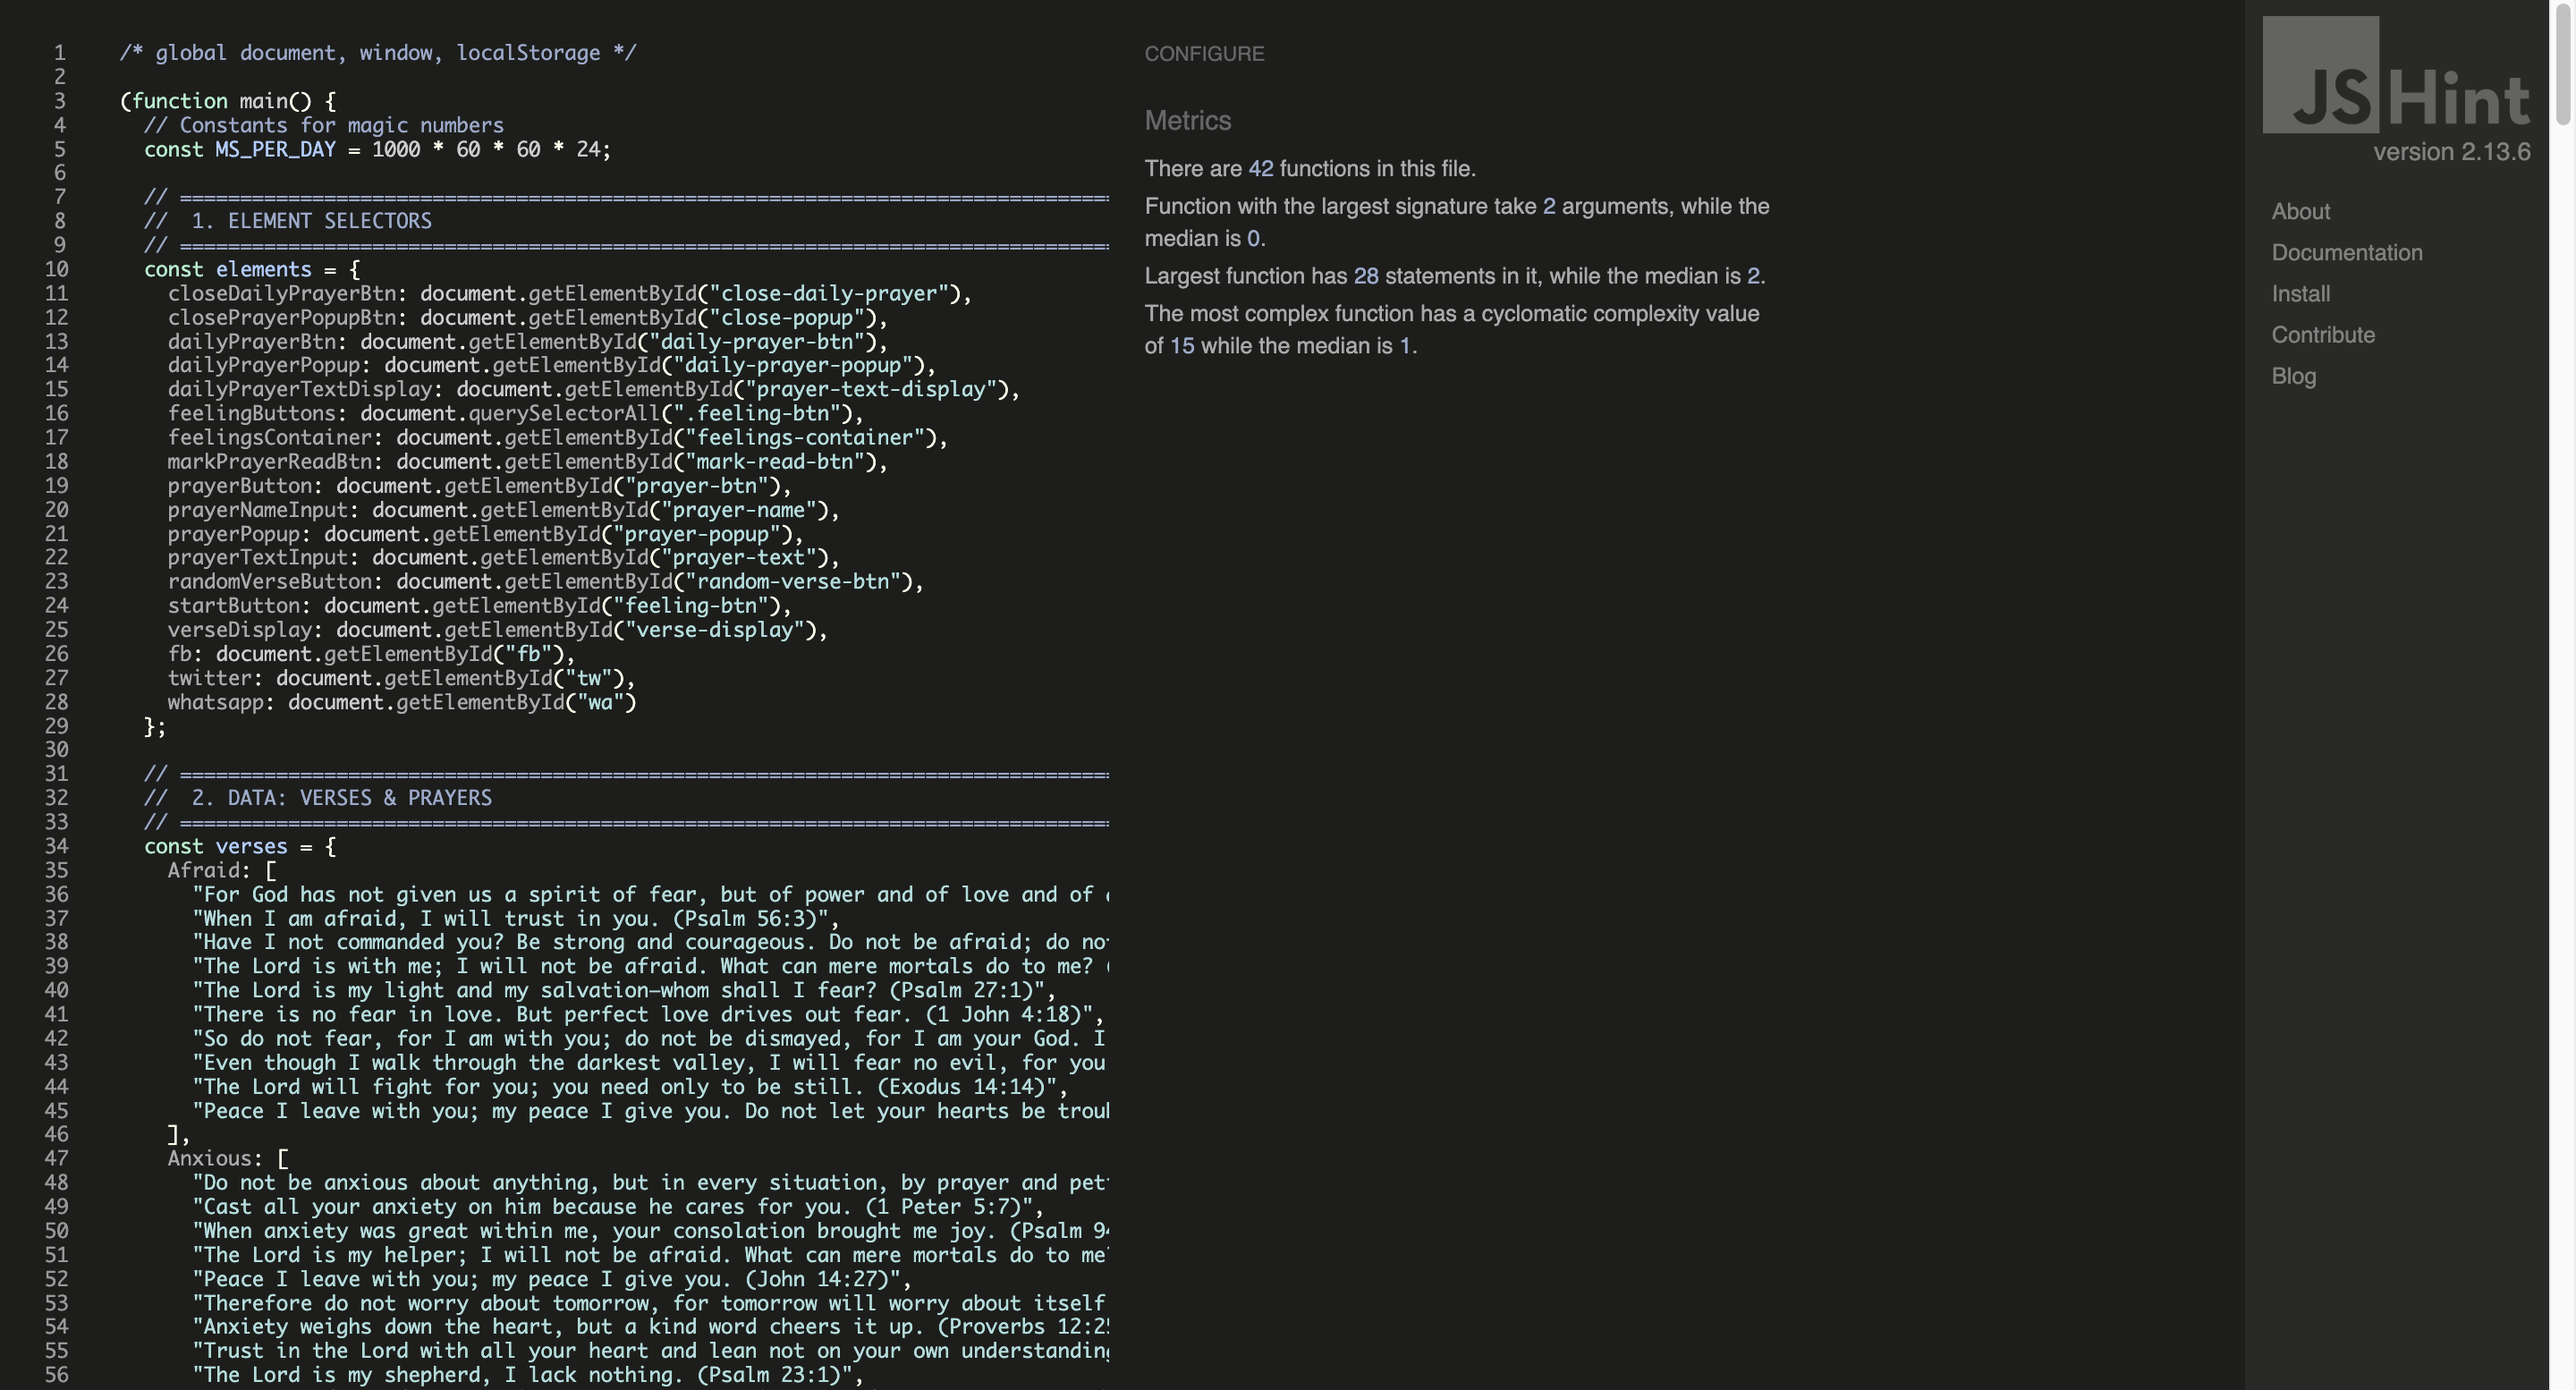 1 /* global document, window, localStorage */
2
3 (function main() {
4 // Constants for magic numbers
5 const MS_PER_DAY = 1000 * 60 * 60 * 24;
6
7 // =============================================================================
8 // 1. ELEMENT SELECTORS
9 // =============================================================================
10 const elements = {
11 closeDailyPrayerBtn: document.getElementById("close-daily-prayer"),
12 closePrayerPopupBtn: document.getElementById("close-popup"),
13 dailyPrayerBtn: document.getElementById("daily-prayer-btn"),
14 dailyPrayerPopup: document.getElementById("daily-prayer-popup"),
15 dailyPrayerTextDisplay: document.getElementById("prayer-text-display"),
16 feelingButtons: document.querySelectorAll(".feeling-btn"),
17 feelingsContainer: document.getElementById("feelings-container"),
18 markPrayerReadBtn: document.getElementById("mark-read-btn"),
19 prayerButton: document.getElementById("prayer-btn"),
20 prayerNameInput: document.getElementById("prayer-name"),
21 prayerPopup: document.getElementById("prayer-popup"),
22 prayerTextInput: document.getElementById("prayer-text"),
23 randomVerseButton: document.getElementById("random-verse-btn"),
24 startButton: document.getElementById("feeling-btn"),
25 verseDisplay: document.getElementById("verse-display"),
26 fb: document.getElementById("fb"),
27 twitter: document.getElementById("tw"),
28 whatsapp: document.getElementById("wa")
29 };
30
31 // =============================================================================
32 // 2. DATA: VERSES & PRAYERS
33 // =============================================================================
34 const verses = {
35 Afraid: [
36 "For God has not given us a spirit of fear, but of power and of love and of
37 "When I am afraid, I will trust in you. (Psalm 56:3)",
38 "Have I not commanded you? Be strong and courageous. Do not be afraid; do
39 "The Lord is with me; I will not be afraid. What can mere mortals do to me?
40 "The Lord is my light and my salvation—whom shall I fear? (Psalm 27:1)",
41 "There is no fear in love. But perfect love drives out fear. (1 John 4:18)",
42 "So do not fear, for I am with you; do not be dismayed, for I am your God. I
43 "Even though I walk through the darkest valley, I will fear no evil, for you
44 "The Lord will fight for you; you need only to be still. (Exodus 14:14)",
45 "Peace I leave with you; my peace I give you. Do not let your hearts be
46 ],
47 Anxious: [
48 "Do not be anxious about anything, but in every situation, by prayer and
49 "Cast all your anxiety on him because he cares for you. (1 Peter 5:7)",
50 "When anxiety was great within me, your consolation brought me joy. (Psalm
51 "The Lord is my helper; I will not be afraid. What can mere mortals do to me
52 "Peace I leave with you; my peace I give you. (John 14:27)",
53 "Therefore do not worry about tomorrow, for tomorrow will worry about itself
54 "Anxiety weighs down the heart, but a kind word cheers it up. (Proverbs
55 "Trust in the Lord with all your heart and lean not on your own understanding
56 "The Lord is my shepherd, I lack nothing. (Psalm 23:1)",
CONFIGURE
Metrics
There are 42 functions in this file.
Function with the largest signature take 2 arguments, while the
median is 0.
Largest function has 28 statements in it, while the median is 2.
The most complex function has a cyclomatic complexity value
of 15 while the median is 1.
JSHint
version 2.13.6
About
Documentation
Install
Contribute
Blog